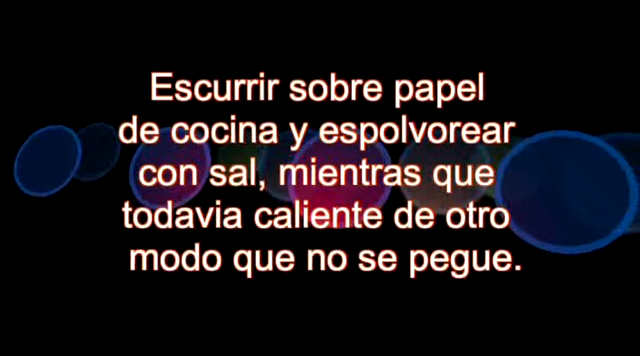 Escurrir sobre papel
de cocina y espolvorear
con sal, mientras que
todavia caliente de otro
modo que no se pegue.